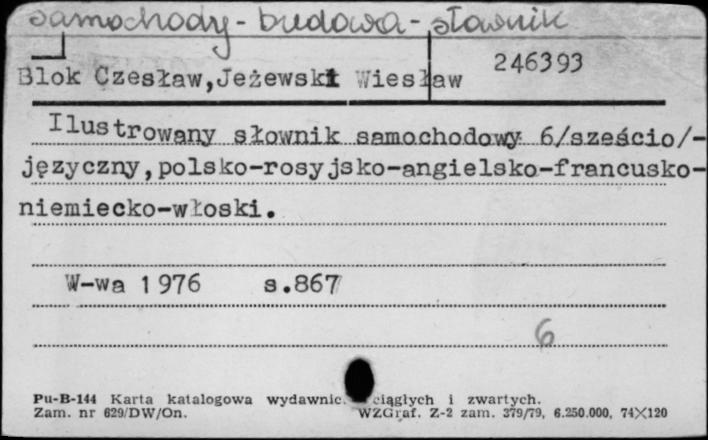 samochody - budowa - słownik
246393
Blok Czesław,Jeżewski Wiesław
Ilustrowany słownik samochodowy 6/sześcio/-
języczny,polsko-rosyjsko-angielsko-francusko-
niemiecko-włoski.
W-wa 1976 s.867
6
Pu-B-144 Karta katalogowa wydawnic. ciągłych i zwartych.
Zam. nr 629/DW/On. WZGraf. Z-2 zam. 379/79, 6.250.000, 74×120